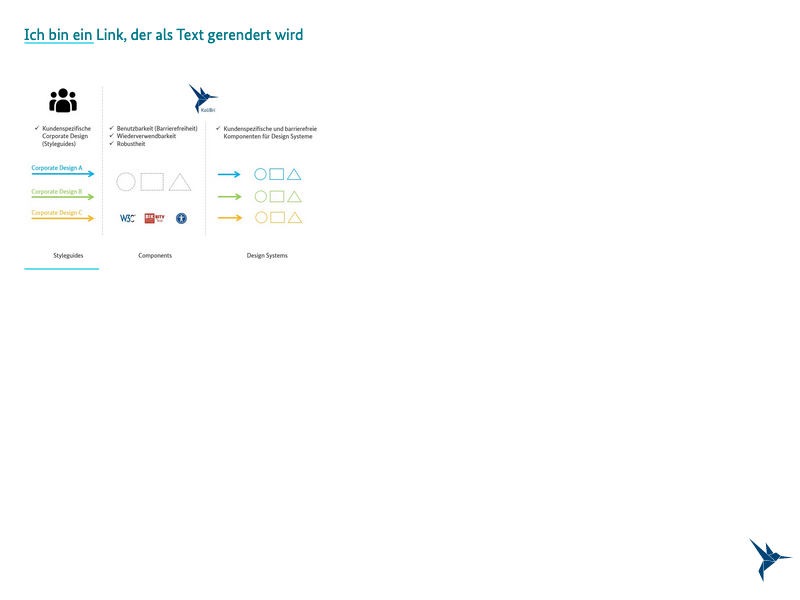 Ich bin ein Link, der als Text gerendert wird
KoliBri
Kundenspezifische
Corporate Design
(Styleguides)
Benutzbarkeit (Barrierefreiheit)
Wiederverwendbarkeit
Robustheit
Kundenspezifische und barrierefreie
Komponenten für Design Systeme
Corporate Design A
Corporate Design B
Corporate Design C
W3C
BIK BITV
Test
Styleguides
Components
Design Systems